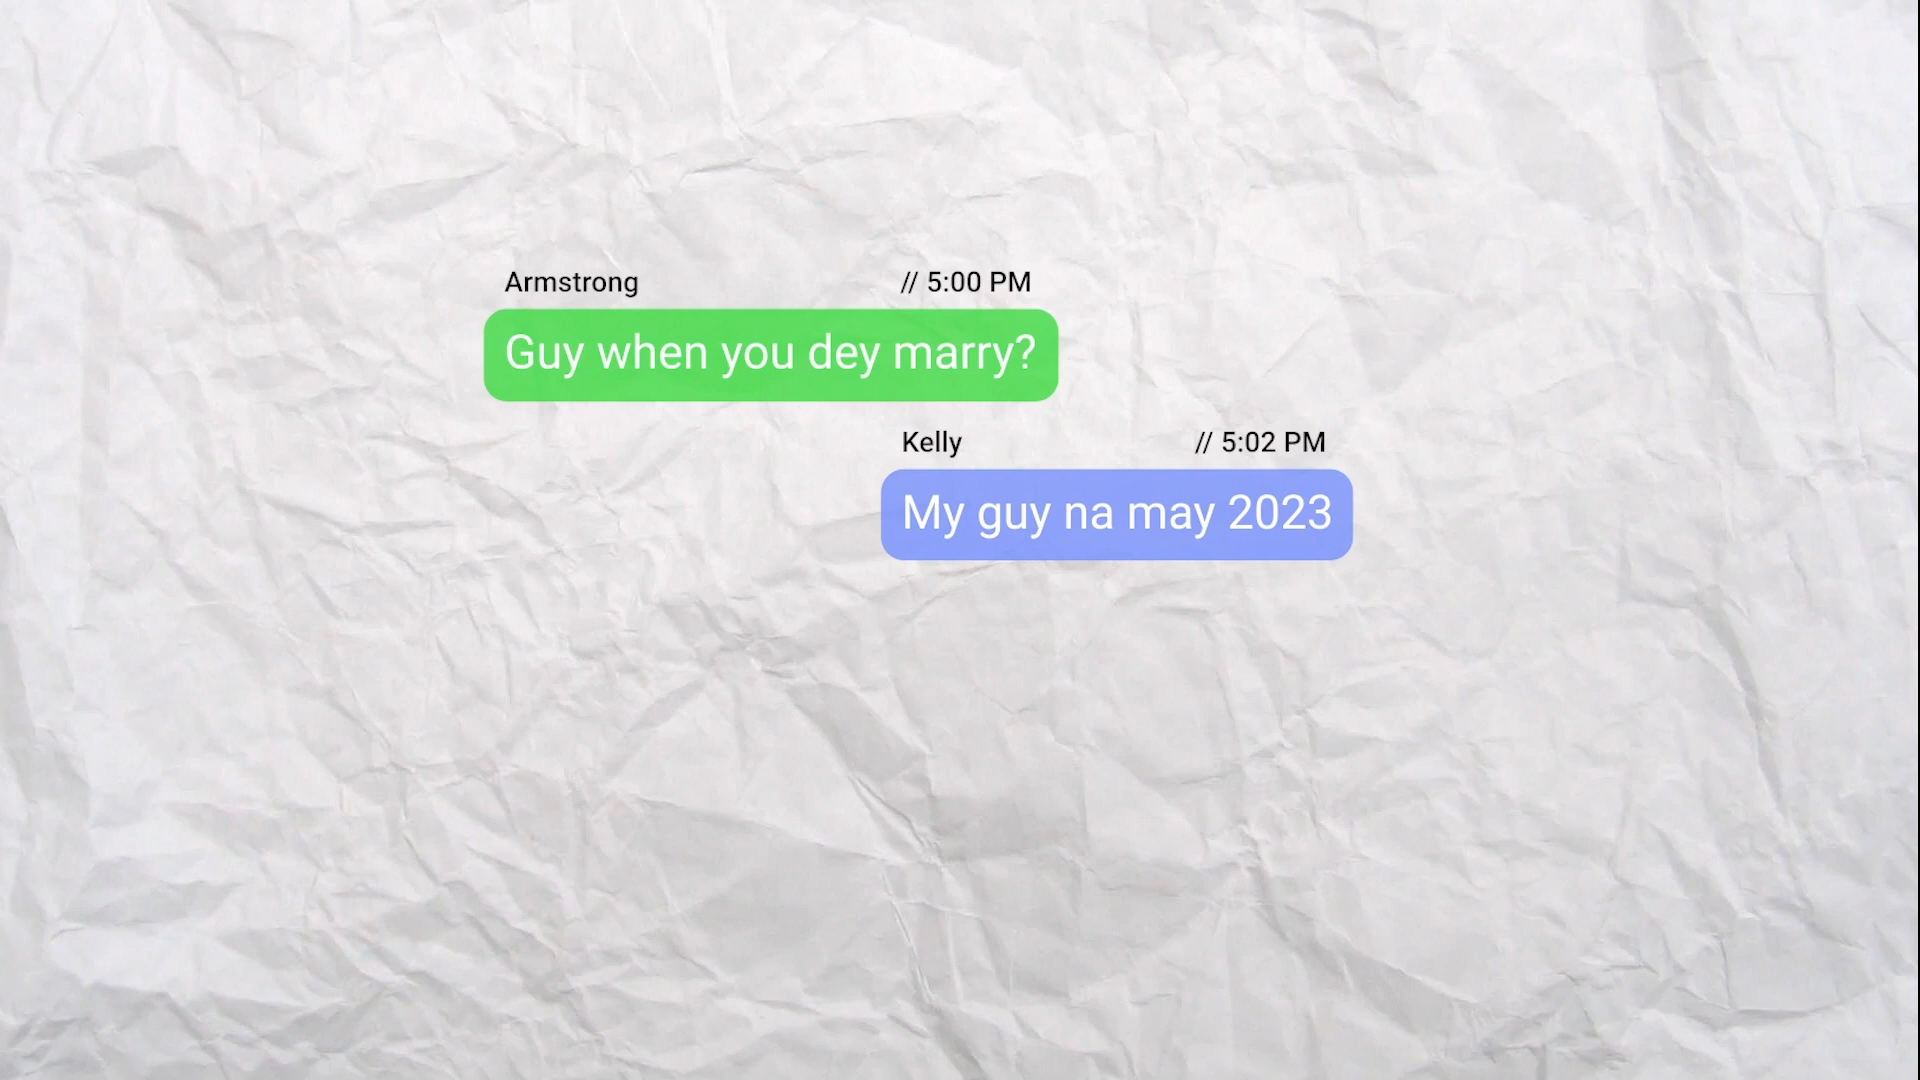 Armstrong // 5:00 PM
Guy when you dey marry?
Kelly // 5:02 PM
My guy na may 2023